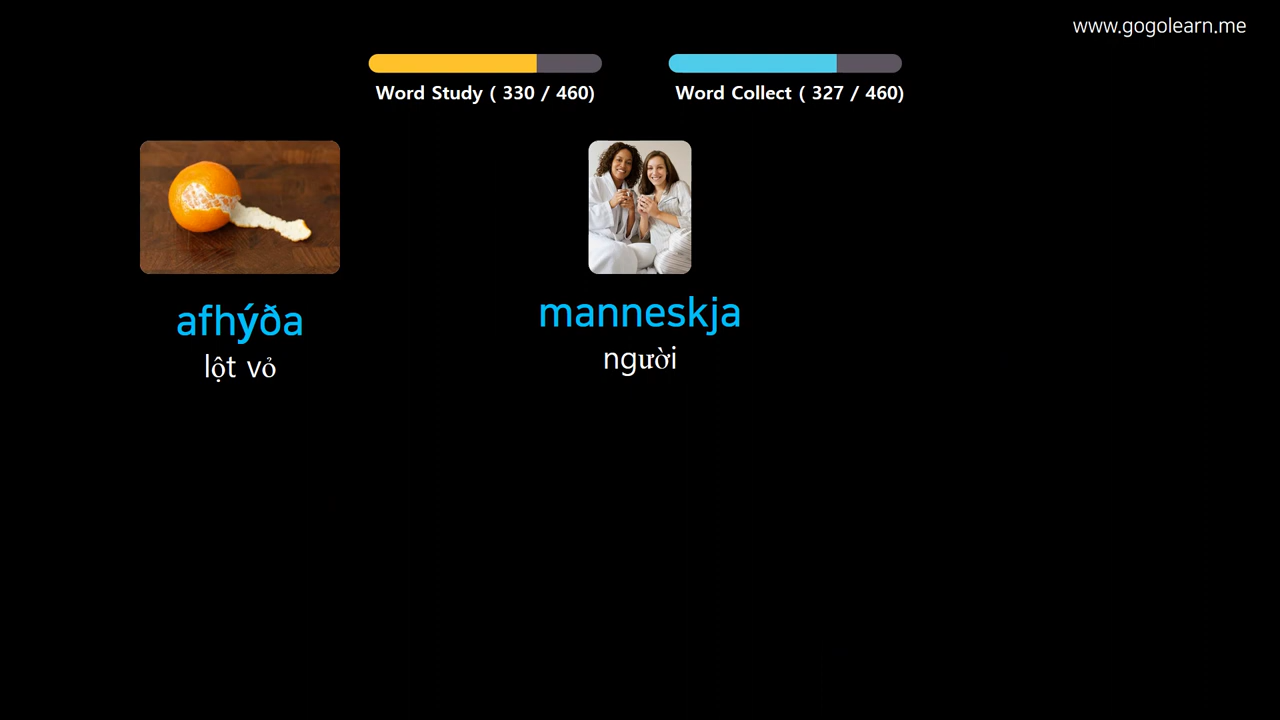 www.gogolearn.me
Word Study ( 330 / 460)
Word Collect ( 327 / 460)
afhýða
lột vỏ
manneskja
người